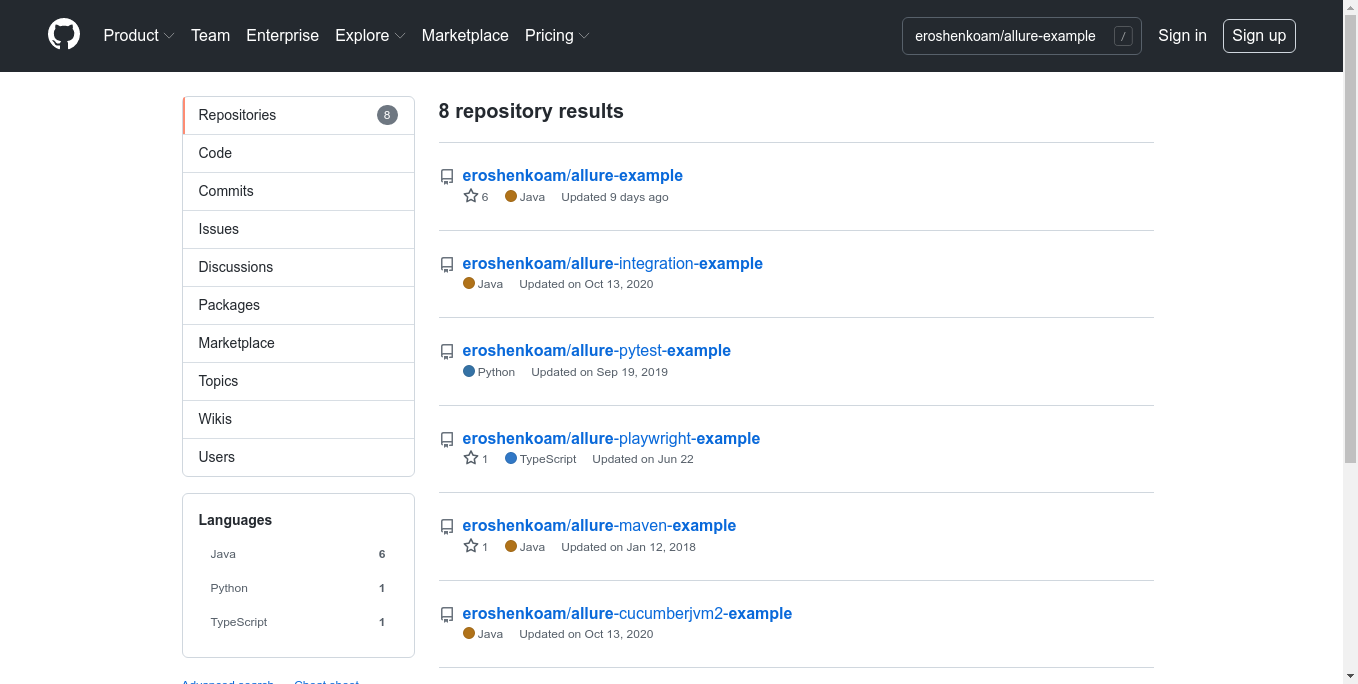 Product Team Enterprise Explore Marketplace Pricing eroshenkoam/allure-example / Sign in Sign up
Repositories 8
Code
Commits
Issues
Discussions
Packages
Marketplace
Topics
Wikis
Users
Languages
Java 6
Python 1
TypeScript 1
Advanced search Cheat sheet
8 repository results
eroshenkoam/allure-example
6 Java Updated 9 days ago
eroshenkoam/allure-integration-example
Java Updated on Oct 13, 2020
eroshenkoam/allure-pytest-example
Python Updated on Sep 19, 2019
eroshenkoam/allure-playwright-example
1 TypeScript Updated on Jun 22
eroshenkoam/allure-maven-example
1 Java Updated on Jan 12, 2018
eroshenkoam/allure-cucumberjvm2-example
Java Updated on Oct 13, 2020